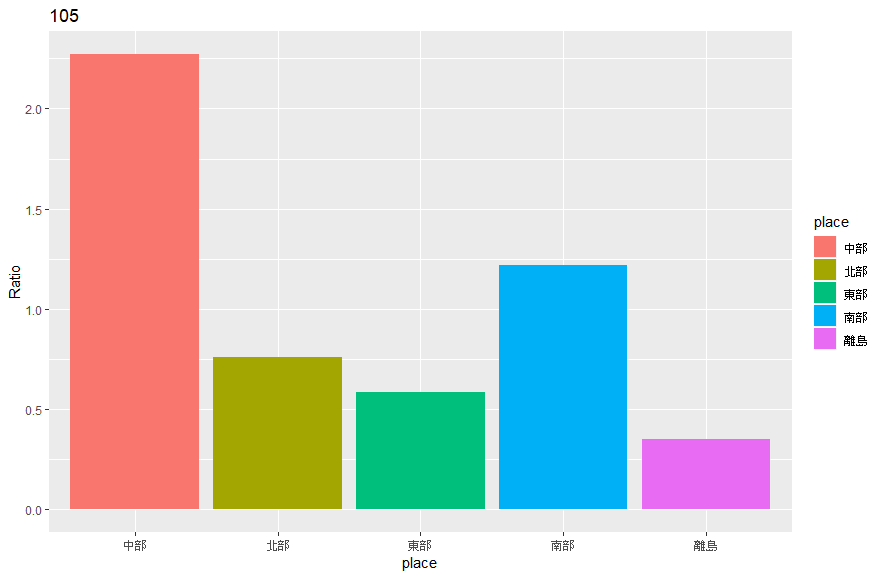 105
Ratio
2.0
1.5
1.0
0.5
0.0
中部 北部 東部 南部 離島
place
place
中部
北部
東部
南部
離島